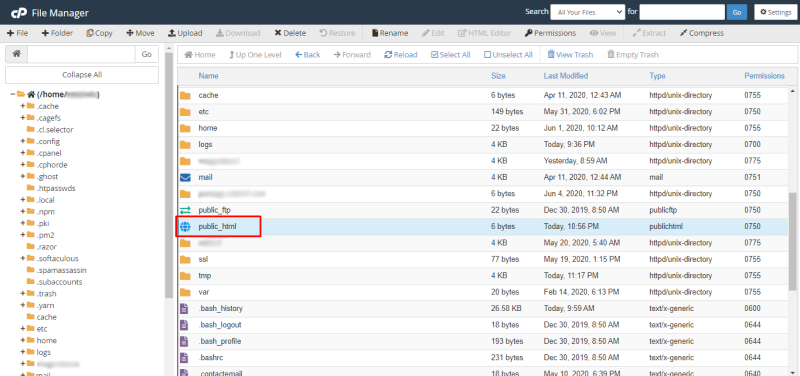 cP File Manager
Search All Your Files for Go Settings
File Folder Copy Move Upload Download Delete Restore Rename Edit HTML Editor Permissions View Extract Compress
Go
Collapse All
(/home/
.cache
.cagefs
.cl.selector
.config
.cpanel
.cphorde
.ghost
.htpasswds
.local
.npm
.pki
.pm2
.razor
.softaculous
.spamassassin
.subaccounts
.trash
.yarn
cache
etc
home
logs
mail
Home Up One Level Back Forward Reload Select All Unselect All View Trash Empty Trash
Name Size Last Modified Type Permissions
cache 6 bytes Apr 11, 2020, 12:43 AM httpd/unix-directory 0755
etc 149 bytes May 31, 2020, 6:02 PM httpd/unix-directory 0750
home 22 bytes Jun 1, 2020, 10:12 AM httpd/unix-directory 0755
logs 4 KB Today, 9:36 PM httpd/unix-directory 0700
4 KB Yesterday, 8:59 AM httpd/unix-directory 0775
mail 4 KB Apr 11, 2020, 12:44 AM mail 0751
6 bytes Jun 4, 2020, 11:32 PM httpd/unix-directory 0750
public_ftp 22 bytes Dec 30, 2019, 8:50 AM publicftp 0750
public_html 6 bytes Today, 10:56 PM publichtml 0750
4 KB May 20, 2020, 5:40 AM httpd/unix-directory 0775
ssl 77 bytes May 19, 2020, 1:15 PM httpd/unix-directory 0755
tmp 4 KB Today, 11:17 PM httpd/unix-directory 0755
var 20 bytes Feb 14, 2020, 6:13 PM httpd/unix-directory 0755
.bash_history 26.58 KB Today, 9:59 AM text/x-generic 0600
.bash_logout 18 bytes Dec 30, 2019, 8:50 AM text/x-generic 0644
.bash_profile 193 bytes Dec 30, 2019, 8:50 AM text/x-generic 0644
.bashrc 231 bytes Dec 30, 2019, 8:50 AM text/x-generic 0644
.contactemail 18 bytes May 10, 2020, 6:39 PM text/x-generic 0640